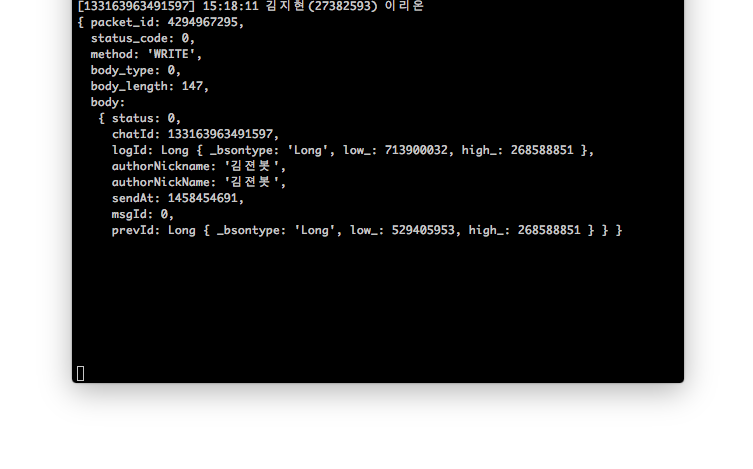 [133163963491597] 15:18:11 김지현(27382593) 이리온
{ packet_id: 4294967295,
status_code: 0,
method: 'WRITE',
body_type: 0,
body_length: 147,
body:
{ status: 0,
chatId: 133163963491597,
logId: Long { _bsontype: 'Long', low_: 713900032, high_: 268588851 },
authorNickname: '김젼봇',
authorNickName: '김젼봇',
sendAt: 1458454691,
msgId: 0,
prevId: Long { _bsontype: 'Long', low_: 529405953, high_: 268588851 } } }